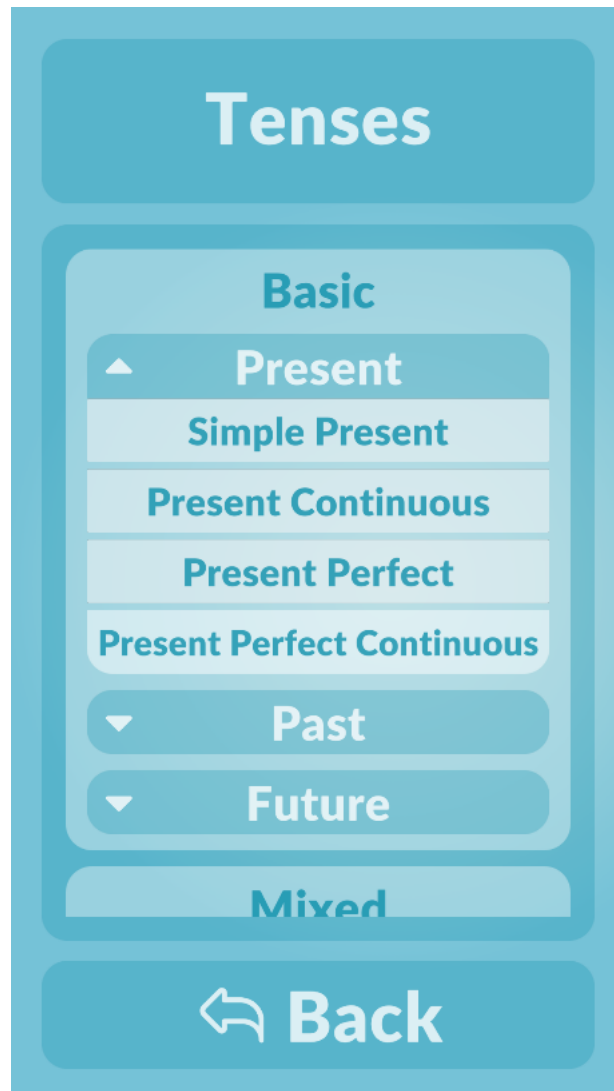 Tenses
Basic
Present
Simple Present
Present Continuous
Present Perfect
Present Perfect Continuous
Past
Future
Mixed
Back